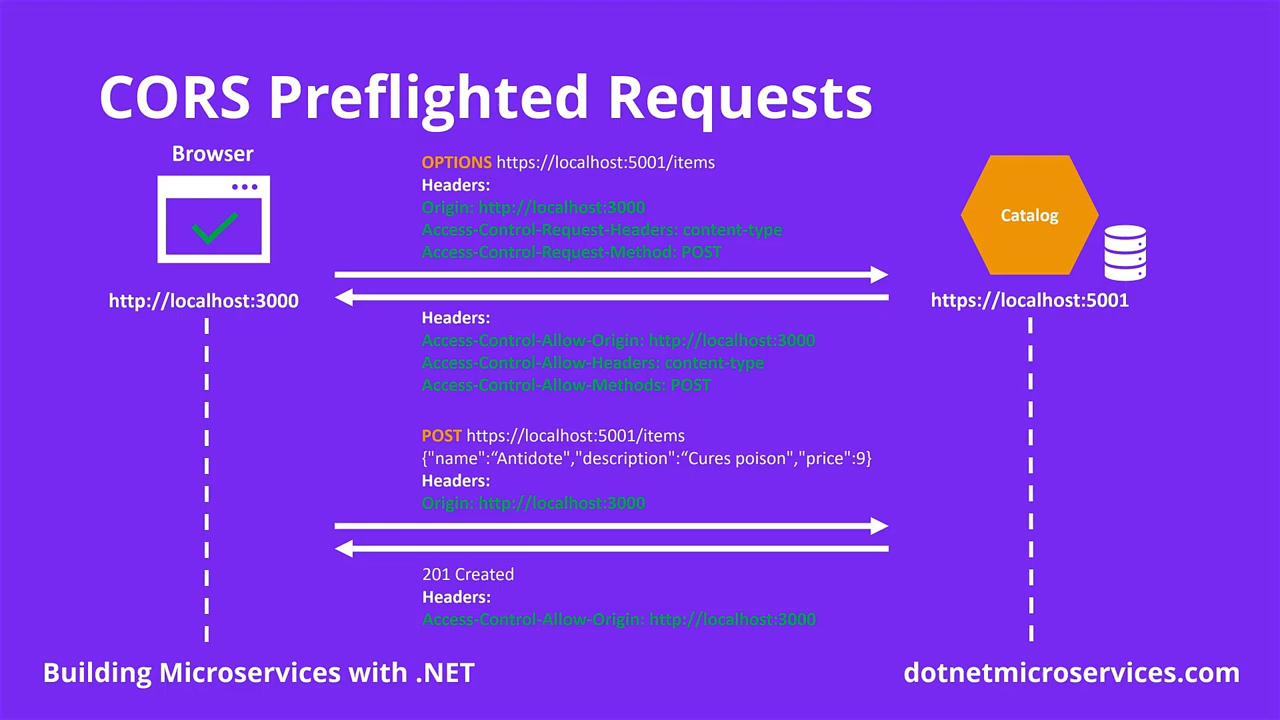 CORS Preflighted Requests
Browser
http://localhost:3000
OPTIONS https://localhost:5001/items
Headers:
Origin: http://localhost:3000
Access-Control-Request-Headers: content-type
Access-Control-Request-Method: POST
Catalog
https://localhost:5001
Headers:
Access-Control-Allow-Origin: http://localhost:3000
Access-Control-Allow-Headers: content-type
Access-Control-Allow-Methods: POST
POST https://localhost:5001/items
{"name":“Antidote","description":“Cures poison","price":9}
Headers:
Origin: http://localhost:3000
201 Created
Headers:
Access-Control-Allow-Origin: http://localhost:3000
Building Microservices with .NET
dotnetmicroservices.com